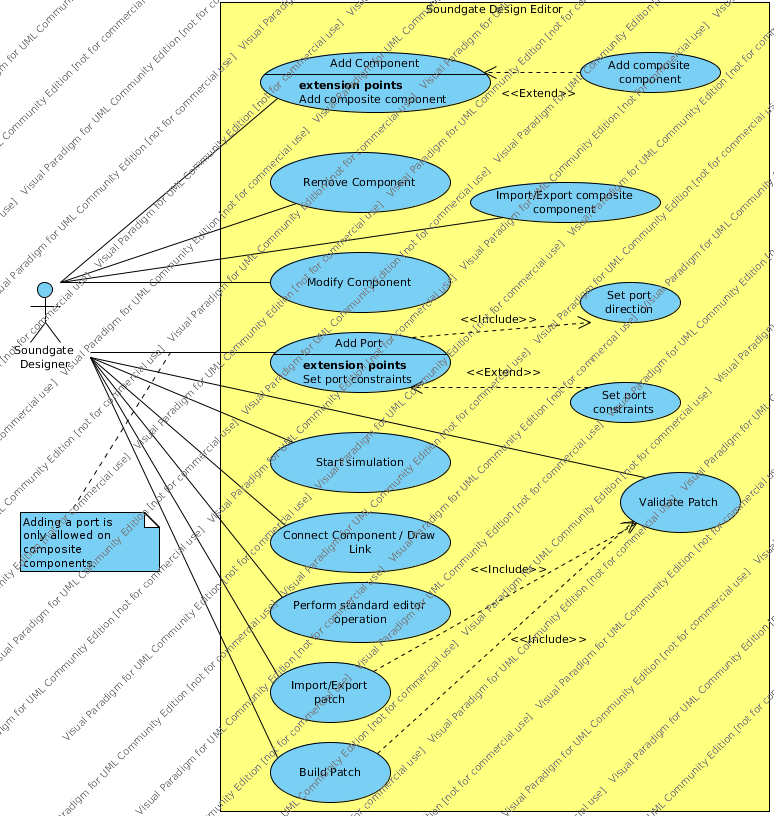 Soundgate Design Editor
Add Component
extension points
Add composite component
<<Extend>>
Add composite
component
Remove Component
Import/Export composite
component
Modify Component
Set port
direction
<<Include>>
Add Port
extension points
Set port constraints
<<Extend>>
Set port
constraints
Soundgate
Designer
Start simulation
Validate Patch
Adding a port is
only allowed on
composite
components.
Connect Component / Draw
Link
<<Include>>
Perform standard editor
operation
<<Include>>
Import/Export
patch
Build Patch
Visual Paradigm for UML Community Edition [not for commercial use]